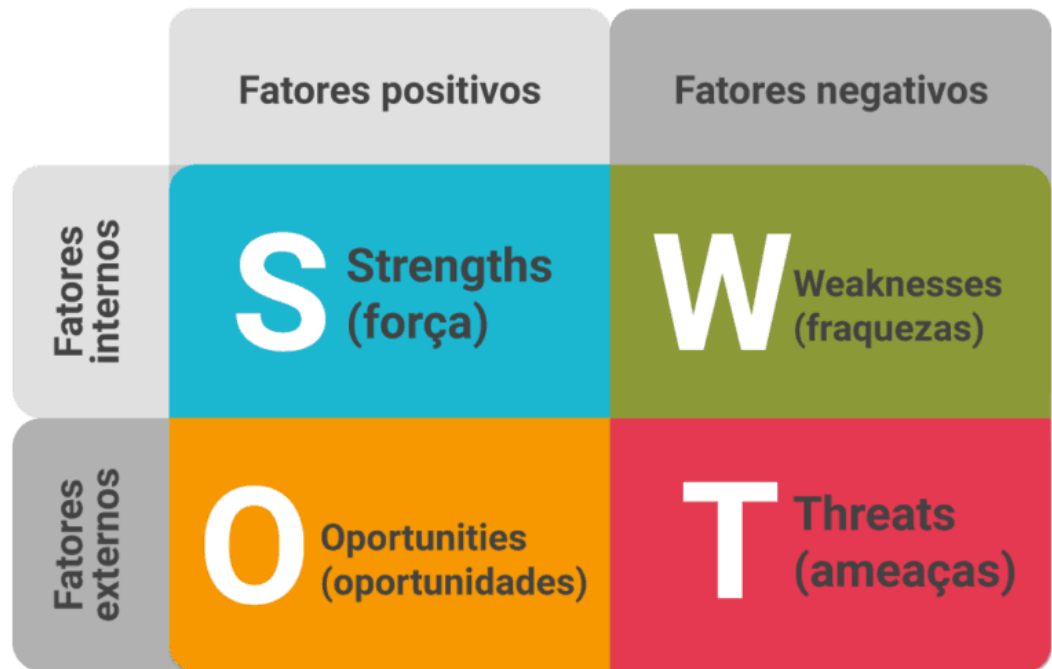 Fatores positivos
Fatores negativos
Fatores
internos
S
Strengths
(força)
W
Weaknesses
(fraquezas)
Fatores
externos
O
Oportunities
(oportunidades)
T
Threats
(ameaças)